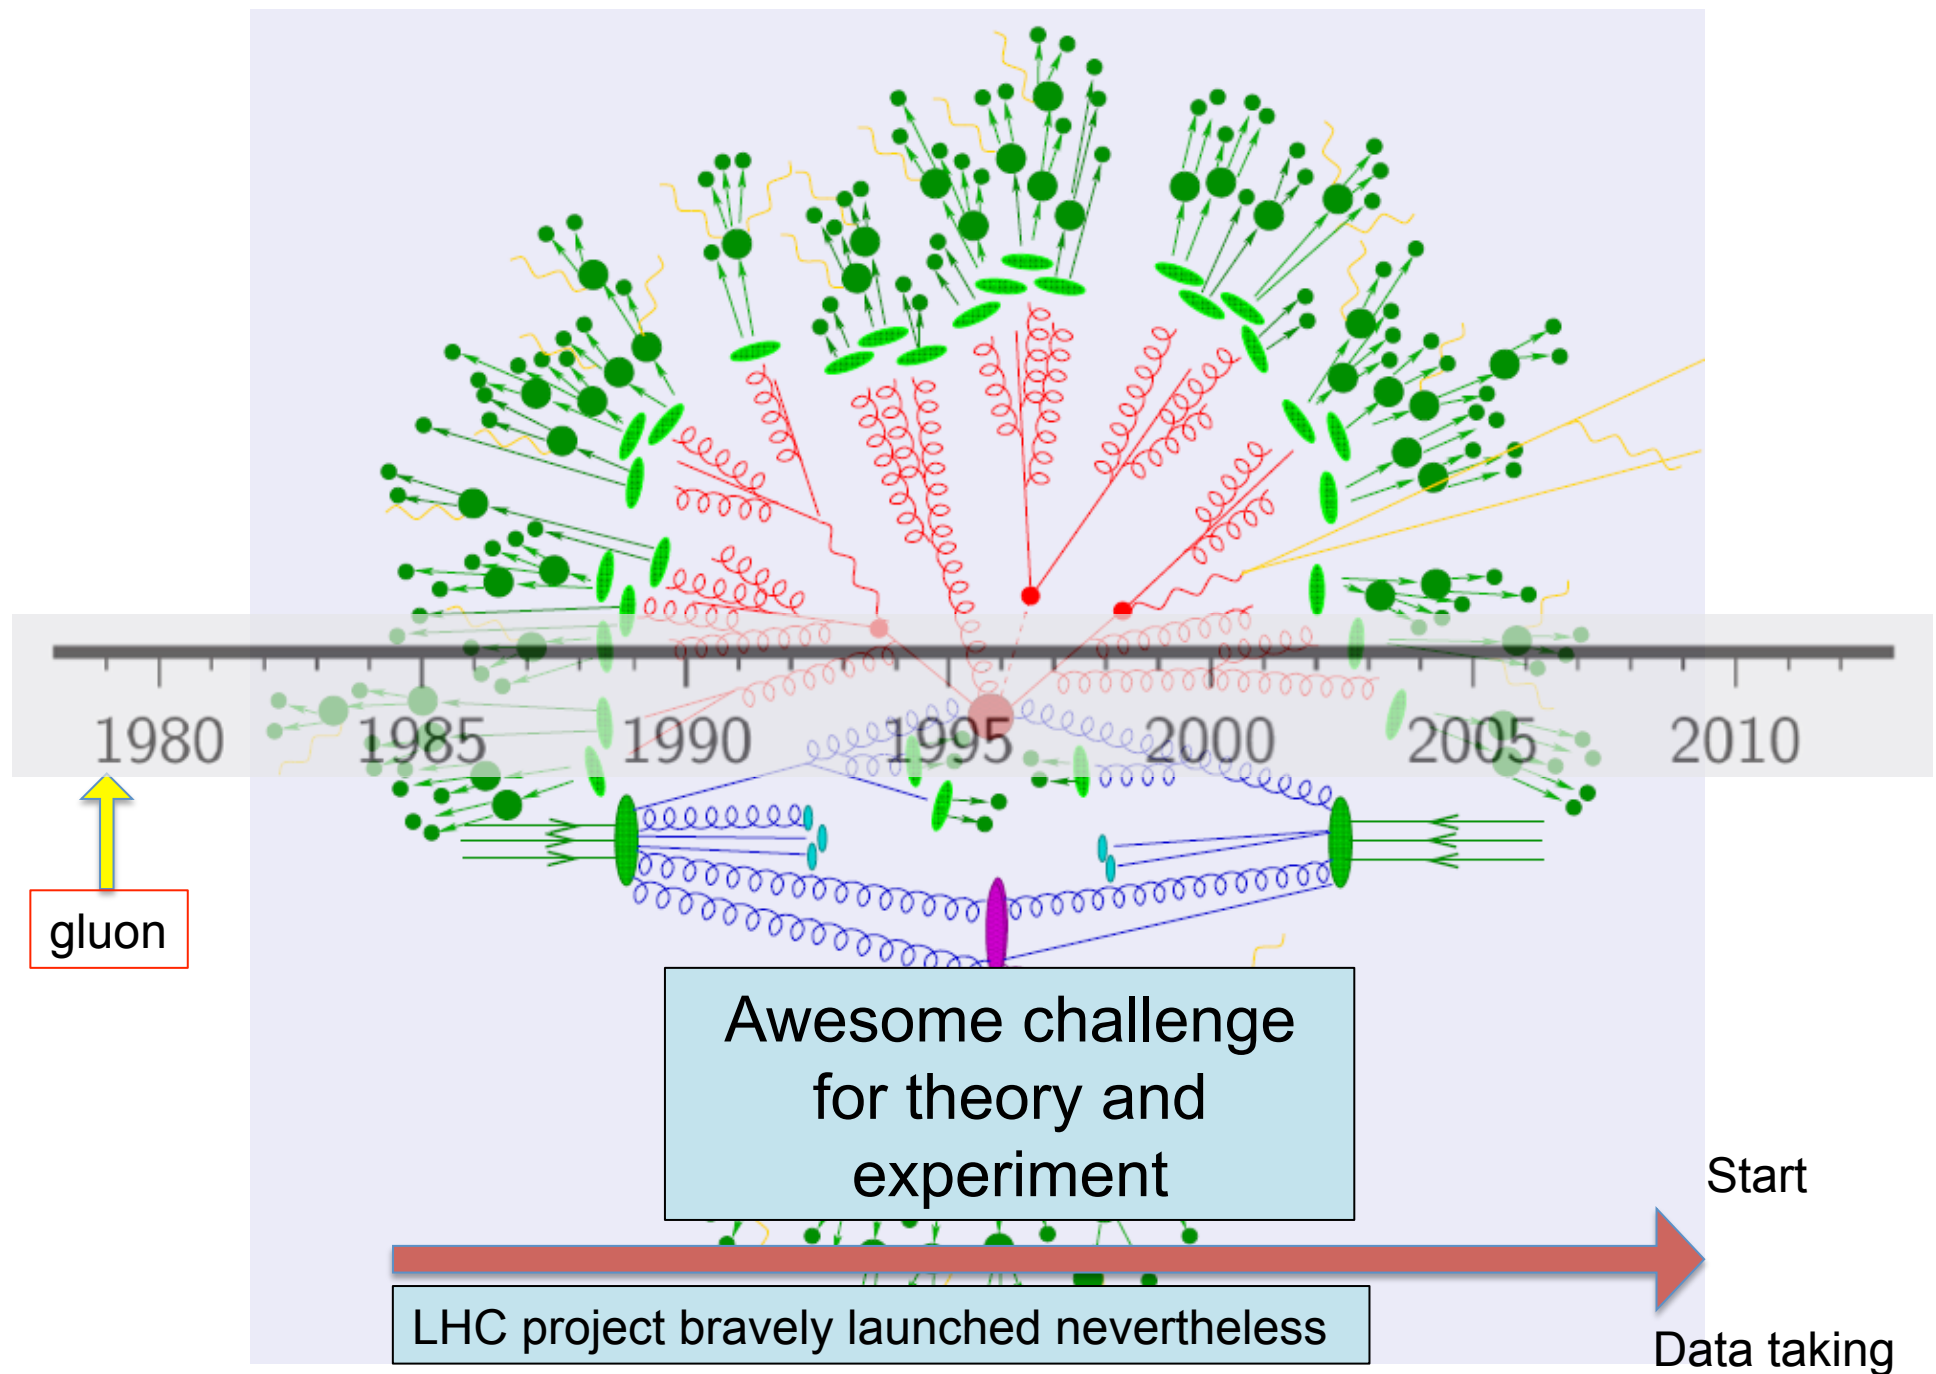 1980 1985 1990 1995 2000 2005 2010
gluon
Awesome challenge
for theory and
experiment
Start
LHC project bravely launched nevertheless
Data taking